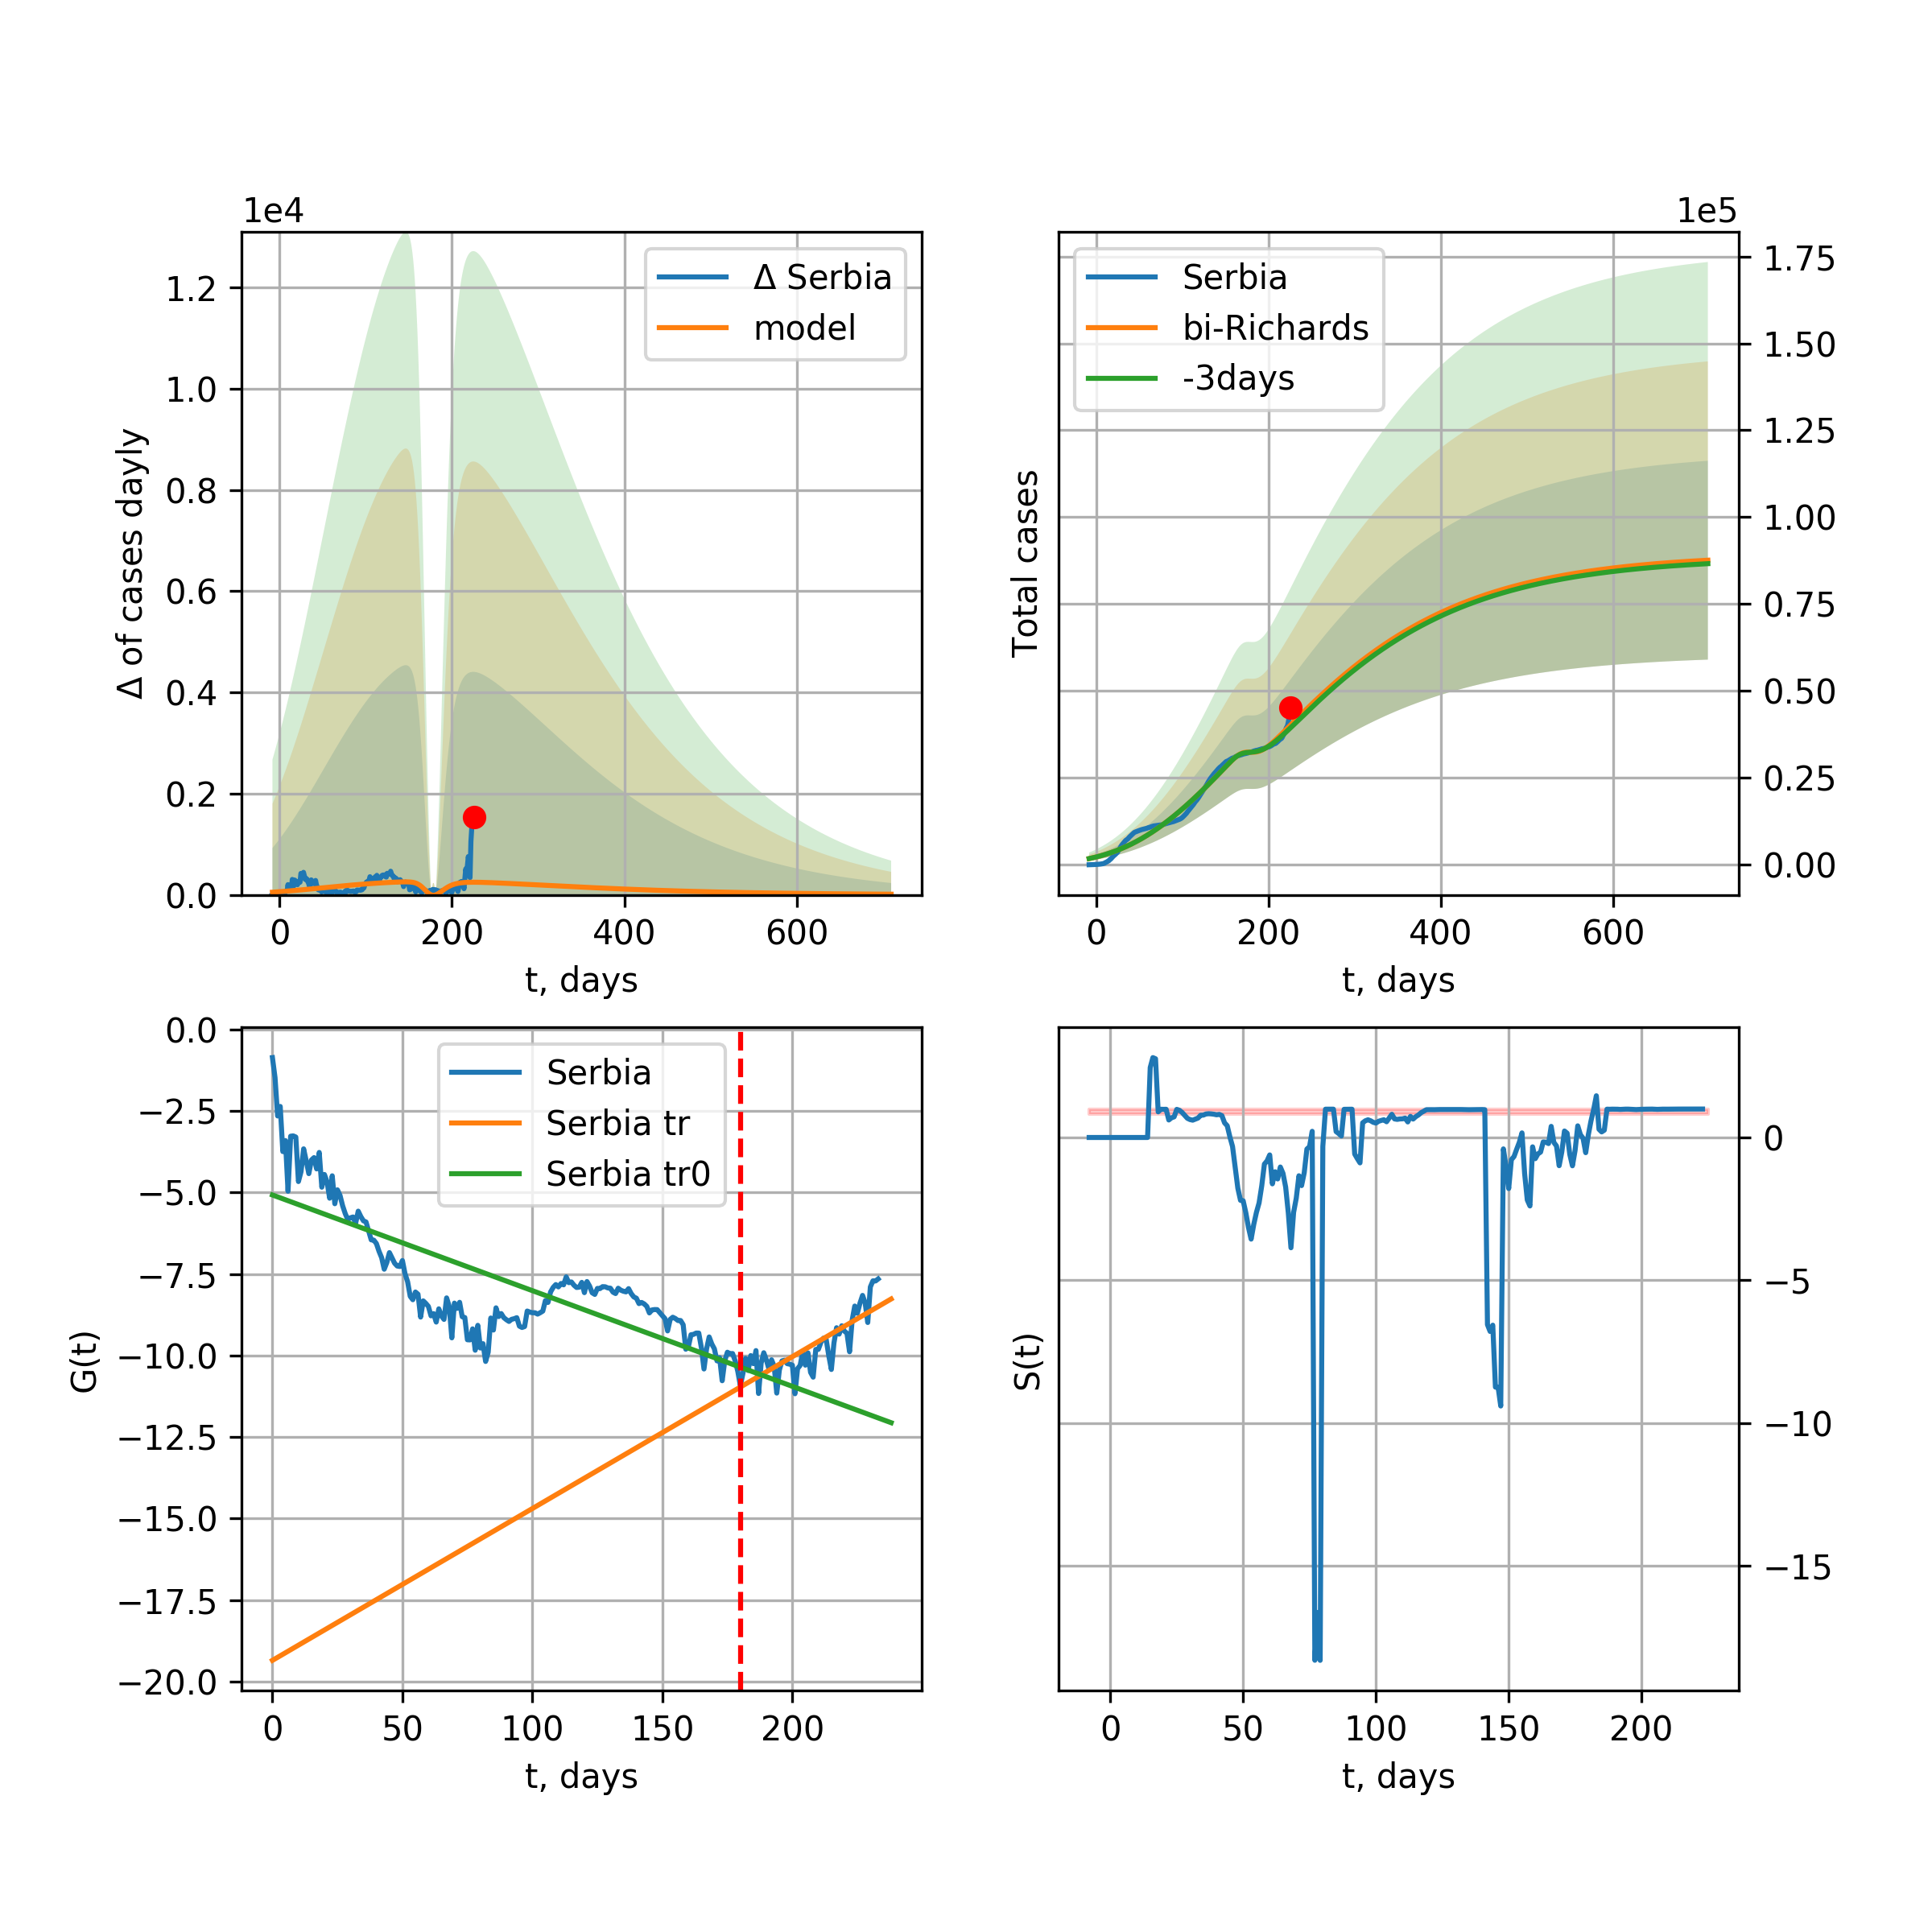 1e4
1.2
1.0
0.8
0.6
0.4
0.2
0.0
Δ of cases dayly
Δ Serbia
model
0 200 400 600
t, days
1e5
1.75
1.50
1.25
1.00
0.75
0.50
0.25
0.00
Total cases
Serbia
bi-Richards
-3days
0 200 400 600
t, days
0.0
−2.5
−5.0
−7.5
−10.0
−12.5
−15.0
−17.5
−20.0
G(t)
Serbia
Serbia tr
Serbia tr0
0 50 100 150 200
t, days
0
−5
−10
−15
S(t)
0 50 100 150 200
t, days